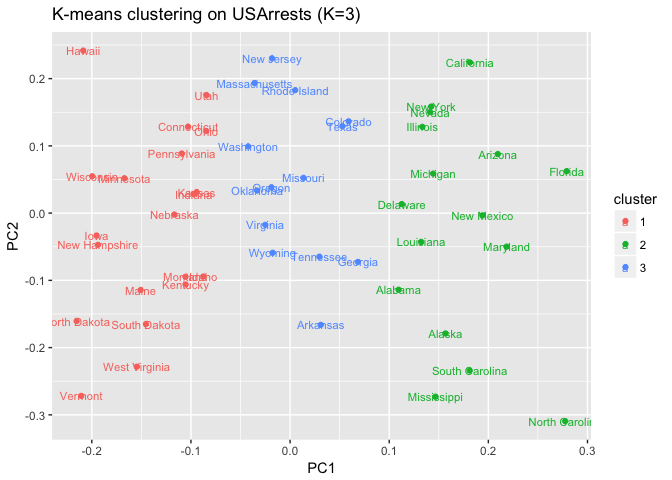 K-means clustering on USArrests (K=3)
Hawaii
New Jersey
California
Massachusetts
Rhode Island
Utah
New York
Nevada
Connecticut
Ohio
Colorado
Texas
Illinois
Pennsylvania
Washington
Arizona
Wisconsin
Minnesota
Missouri
Michigan
Florida
Kansas
Indiana
Oregon
Oklahoma
Delaware
Nebraska
Virginia
New Mexico
Iowa
New Hampshire
Louisiana
Maryland
Wyoming
Tennessee
Georgia
Montana
Idaho
Kentucky
Maine
Alabama
orth Dakota
South Dakota
Arkansas
Alaska
West Virginia
South Carolina
Vermont
Mississippi
North Carolin
0.2
0.1
0.0
-0.1
-0.2
-0.3
-0.2
-0.1
0.0
0.1
0.2
0.3
PC1
PC2
cluster
a 1
a 2
a 3